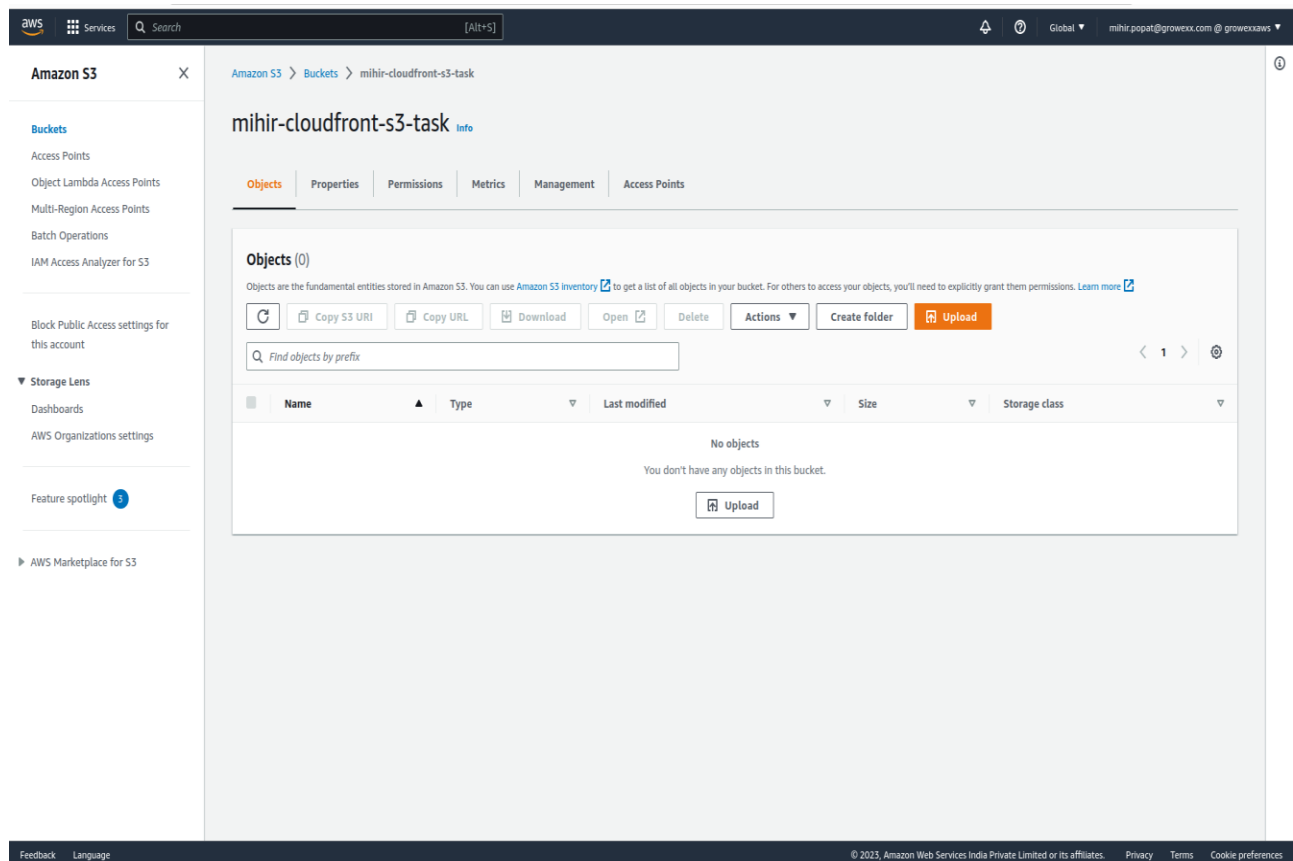 aws Services Search [Alt+S] Global mihir.popat@growexx.com @ growexxaws
Amazon S3
Buckets
Access Points
Object Lambda Access Points
Multi-Region Access Points
Batch Operations
IAM Access Analyzer for S3
Block Public Access settings for
this account
Storage Lens
Dashboards
AWS Organizations settings
Feature spotlight 3
AWS Marketplace for S3
Amazon S3 Buckets mihir-cloudfront-s3-task
mihir-cloudfront-s3-task Info
Objects Properties Permissions Metrics Management Access Points
Objects (0)
Objects are the fundamental entities stored in Amazon S3. You can use Amazon S3 inventory to get a list of all objects in your bucket. For others to access your objects, you'll need to explicitly grant them permissions. Learn more
Copy S3 URI Copy URL Download Open Delete Actions Create folder Upload
Find objects by prefix 1
Name Type Last modified Size Storage class
No objects
You don't have any objects in this bucket.
Upload
Feedback Language © 2023, Amazon Web Services India Private Limited or its affiliates. Privacy Terms Cookie preferences